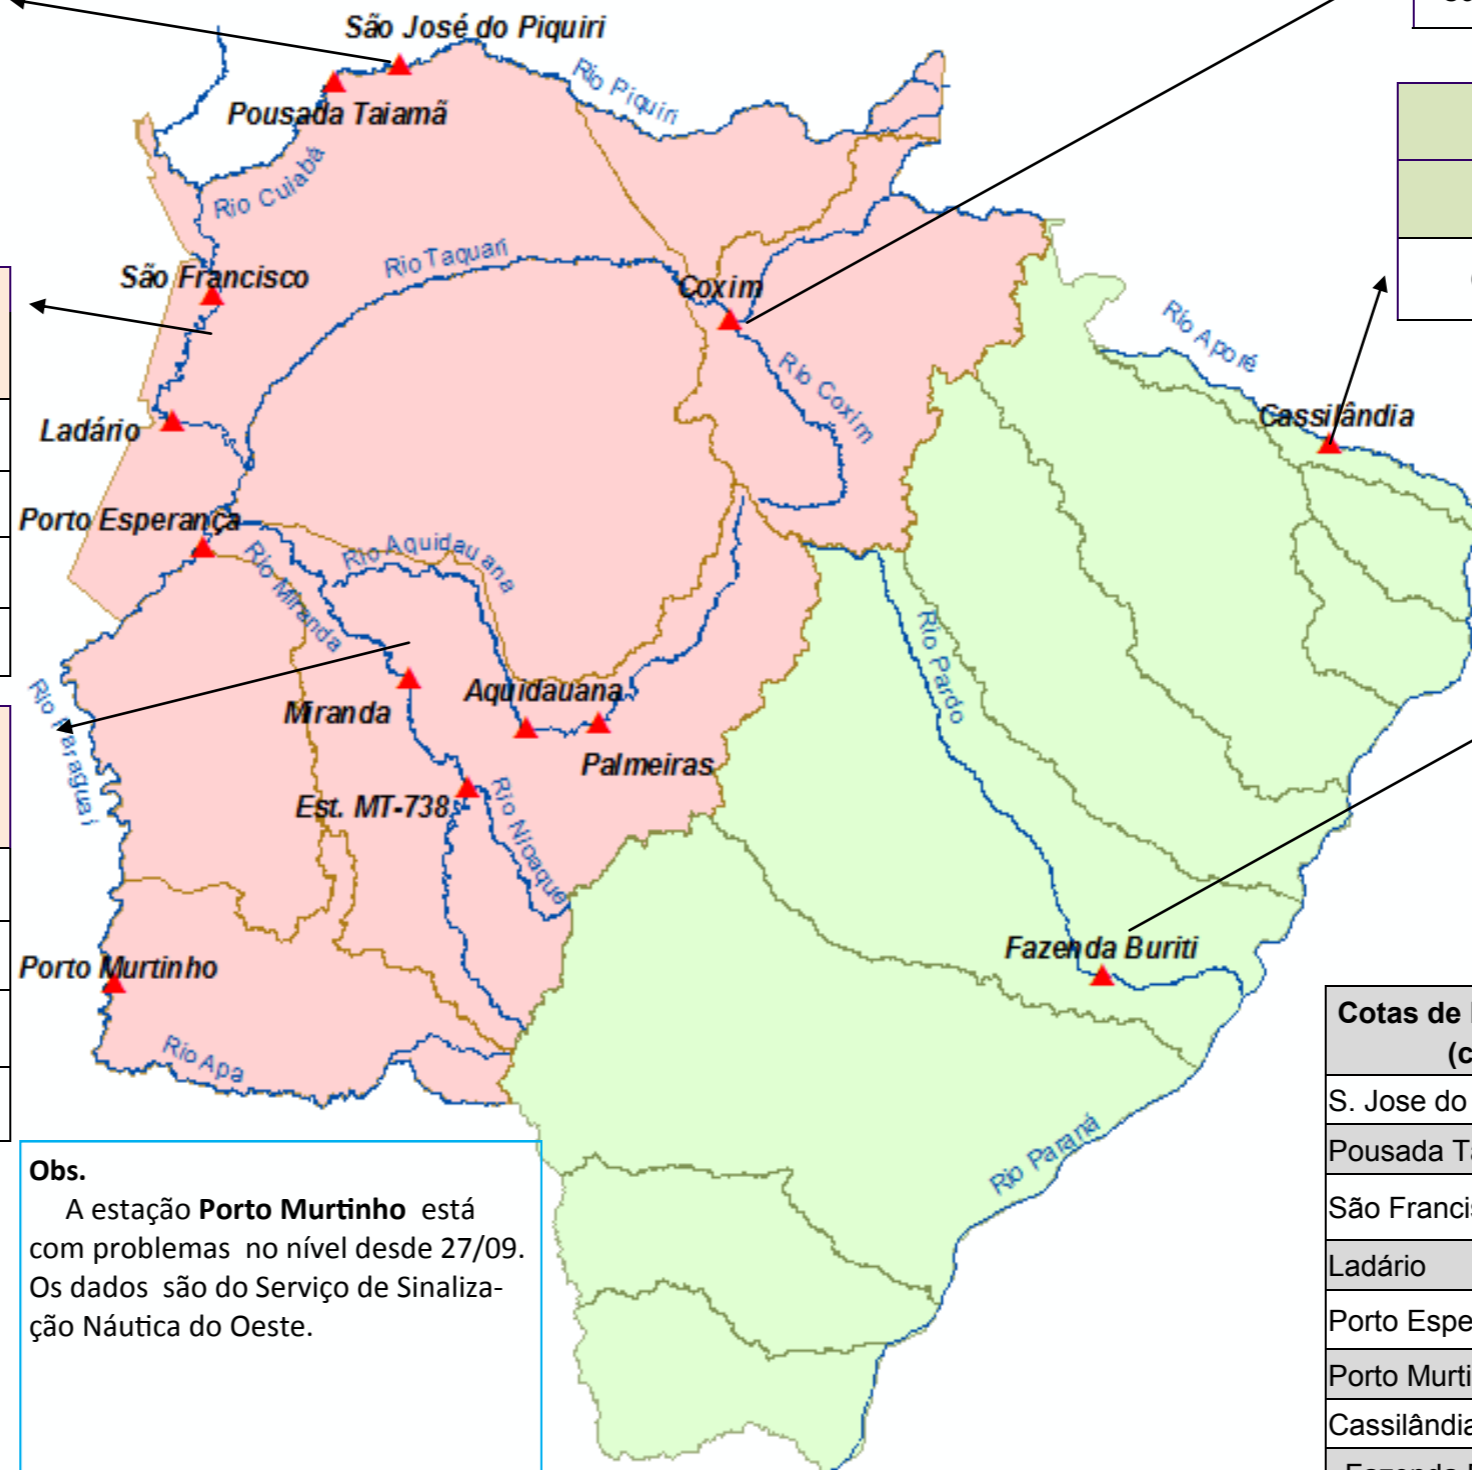 São José do Piquiri
Rio Piquiri
Pousada Taiamã
Rio Cuiabá
Rio Taquari
São Francisco
Coxim
Rio Aporé
Rio Coxim
Cassilândia
Ladário
Porto Esperança
Rio Aquidauana
Rio Miranda
Rio Pardo
Rio Paraguai
Aquidauana
Miranda
Palmeiras
Est. MT-738
Rio Nioaque
Fazenda Buriti
Porto Murtinho
Rio Apa
Rio Paraná
Cotas de
S. Jose do
Pousada
São
Ladário
Porto
Porto
Cassilândia
Obs.
A estação Porto Murtinho está
com problemas no nível desde 27/09.
Os dados são do Serviço de Sinaliza-
ção Náutica do Oeste.